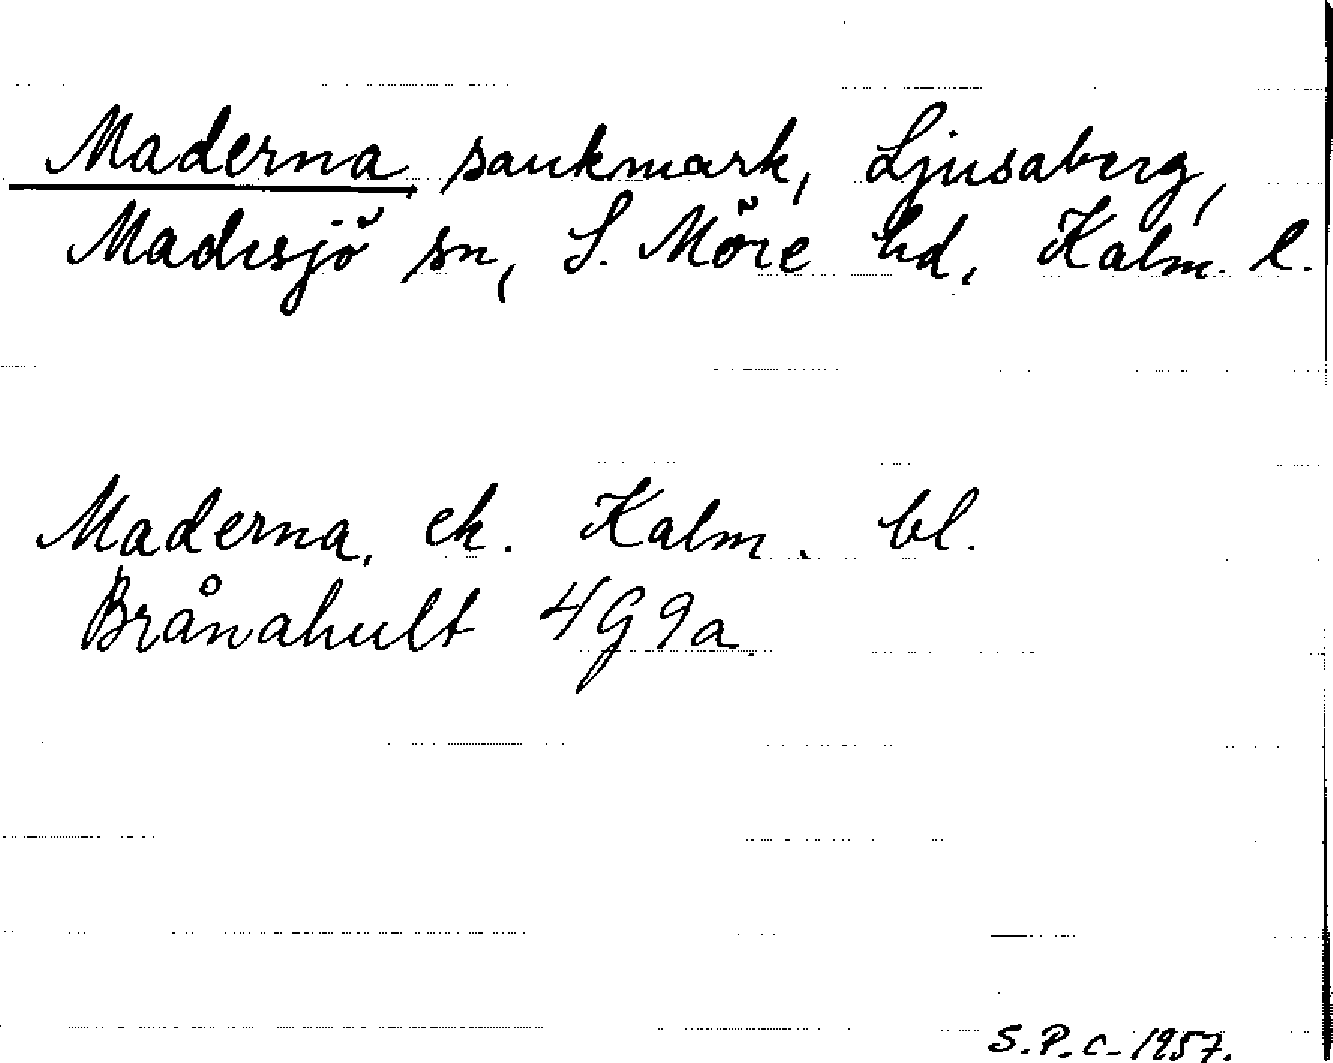 Maderna, sankmark, Ljusaberg,
Madesjö sn, S. Möre hd, Kalm. l.
Maderna, ek. Kalm. bl.
Brånahult 4G9a.
S.P.C. 1957.